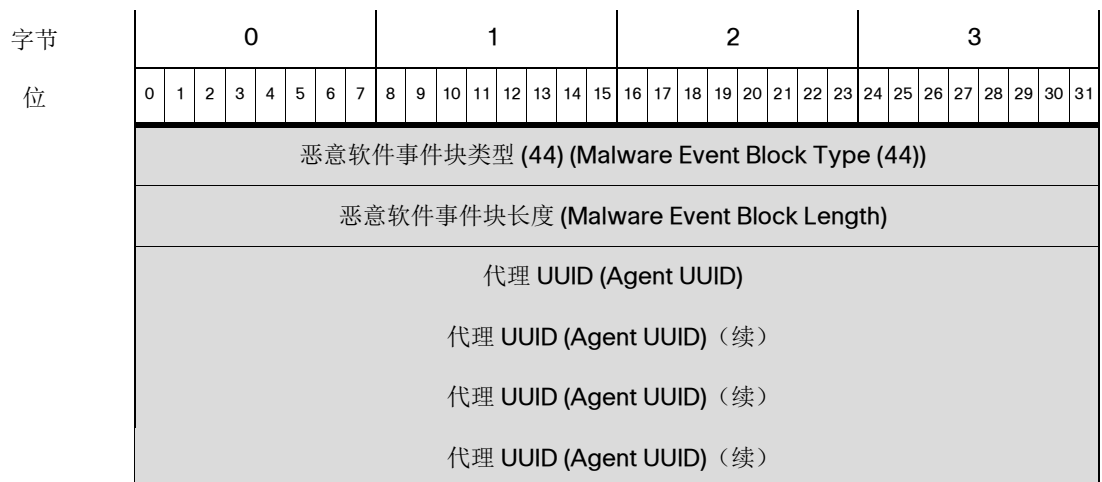 字节 0 1 2 3
位 0 1 2 3 4 5 6 7 8 9 10 11 12 13 14 15 16 17 18 19 20 21 22 23 24 25 26 27 28 29 30 31
恶意软件事件块类型 (44) (Malware Event Block Type (44))
恶意软件事件块长度 (Malware Event Block Length)
代理 UUID (Agent UUID)
代理 UUID (Agent UUID)（续）
代理 UUID (Agent UUID)（续）
代理 UUID (Agent UUID)（续）